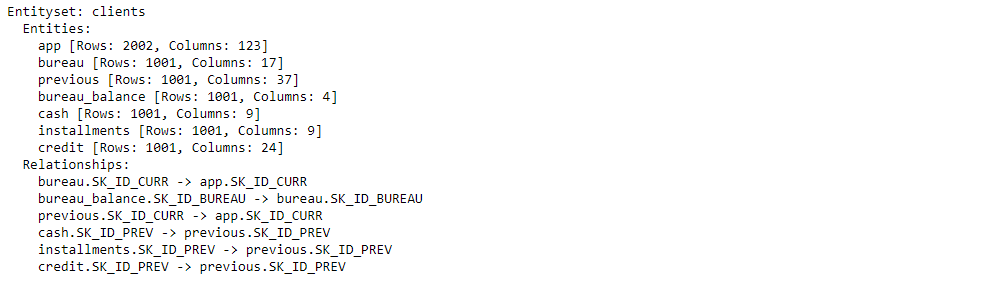 Entityset: clients
  Entities:
    app [Rows: 2002, Columns: 123]
    bureau [Rows: 1001, Columns: 17]
    previous [Rows: 1001, Columns: 37]
    bureau_balance [Rows: 1001, Columns: 4]
    cash [Rows: 1001, Columns: 9]
    installments [Rows: 1001, Columns: 9]
    credit [Rows: 1001, Columns: 24]
  Relationships:
    bureau.SK_ID_CURR -> app.SK_ID_CURR
    bureau_balance.SK_ID_BUREAU -> bureau.SK_ID_BUREAU
    previous.SK_ID_CURR -> app.SK_ID_CURR
    cash.SK_ID_PREV -> previous.SK_ID_PREV
    installments.SK_ID_PREV -> previous.SK_ID_PREV
    credit.SK_ID_PREV -> previous.SK_ID_PREV